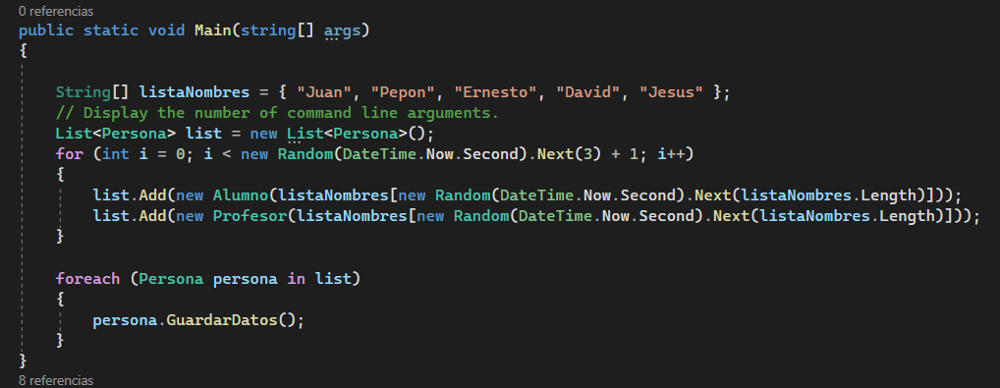 0 referencias
public static void Main(string[] args)
{
String[] listaNombres = { "Juan", "Pepon", "Ernesto", "David", "Jesus" };
// Display the number of command line arguments.
List<Persona> list = new List<Persona>();
for (int i = 0; i < new Random(DateTime.Now.Second).Next(3) + 1; i++)
{
list.Add(new Alumno(listaNombres[new Random(DateTime.Now.Second).Next(listaNombres.Length)]));
list.Add(new Profesor(listaNombres[new Random(DateTime.Now.Second).Next(listaNombres.Length)]));
}
foreach (Persona persona in list)
{
persona.GuardarDatos();
}
}
8 referencias